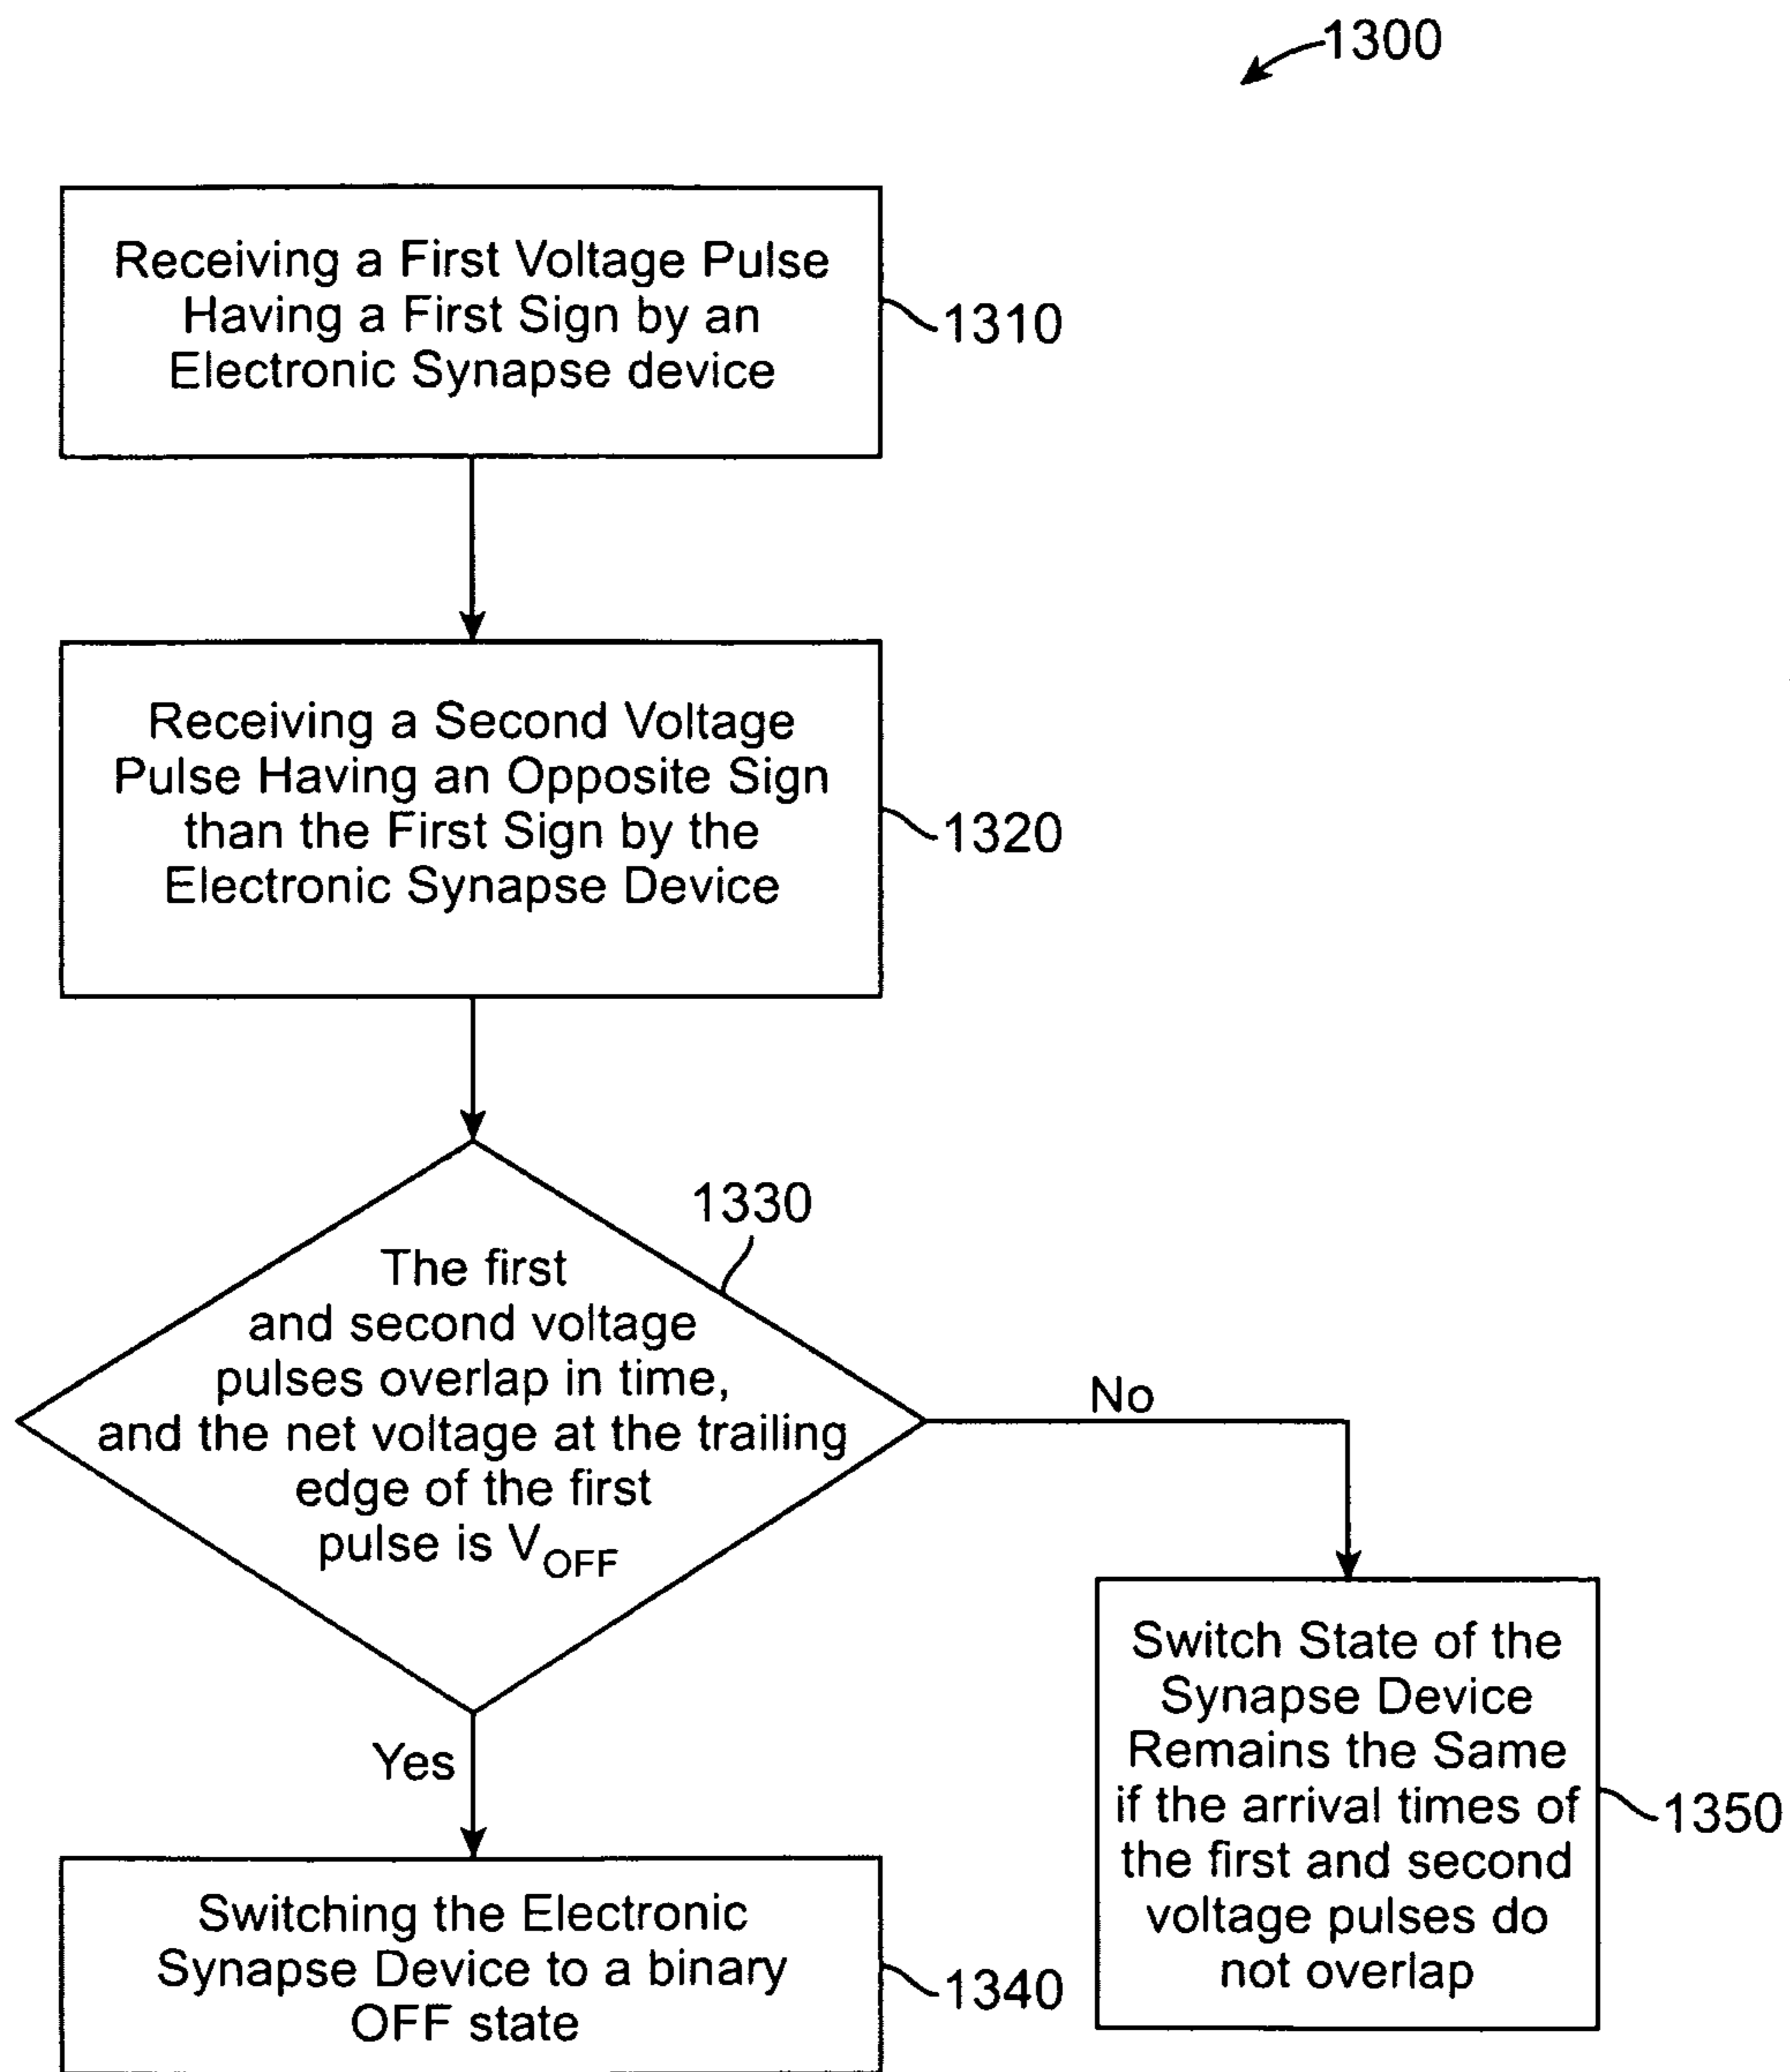 1300
Receiving a First Voltage Pulse
Having a First Sign by an
Electronic Synapse device
1310
Receiving a Second Voltage
Pulse Having an Opposite Sign
than the First Sign by the
Electronic Synapse Device
1320
1330
The first
and second voltage
pulses overlap in time,
and the net voltage at the trailing
edge of the first
pulse is VOFF
No
Yes
Switch State of the
Synapse Device
Remains the Same
if the arrival times of
the first and second
voltage pulses do
not overlap
1350
Switching the Electronic
Synapse Device to a binary
OFF state
1340